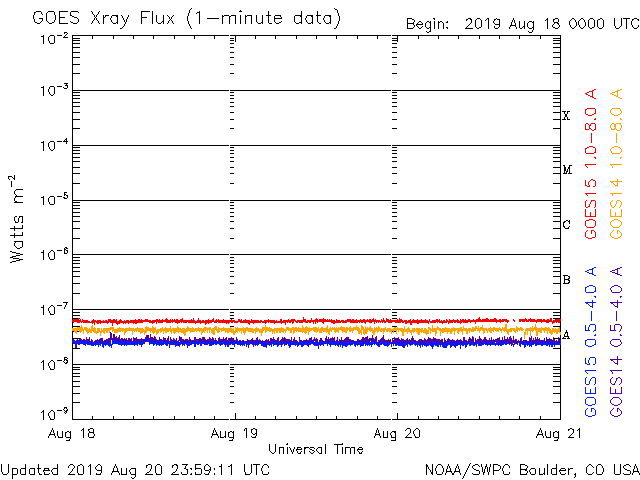 GOES Xray Flux (1-minute data)
Begin: 2019 Aug 18 0000 UTC
10-2
10-3
10-4
10-5
10-6
10-7
10-8
10-9
Watts m-2
X
M
C
B
A
GOES15 1.0-8.0 A
GOES14 1.0-8.0 A
GOES15 0.5-4.0 A
GOES14 0.5-4.0 A
Aug 18 Aug 19 Aug 20 Aug 21
Universal Time
Updated 2019 Aug 20 23:59:11 UTC
NOAA/SWPC Boulder, CO USA